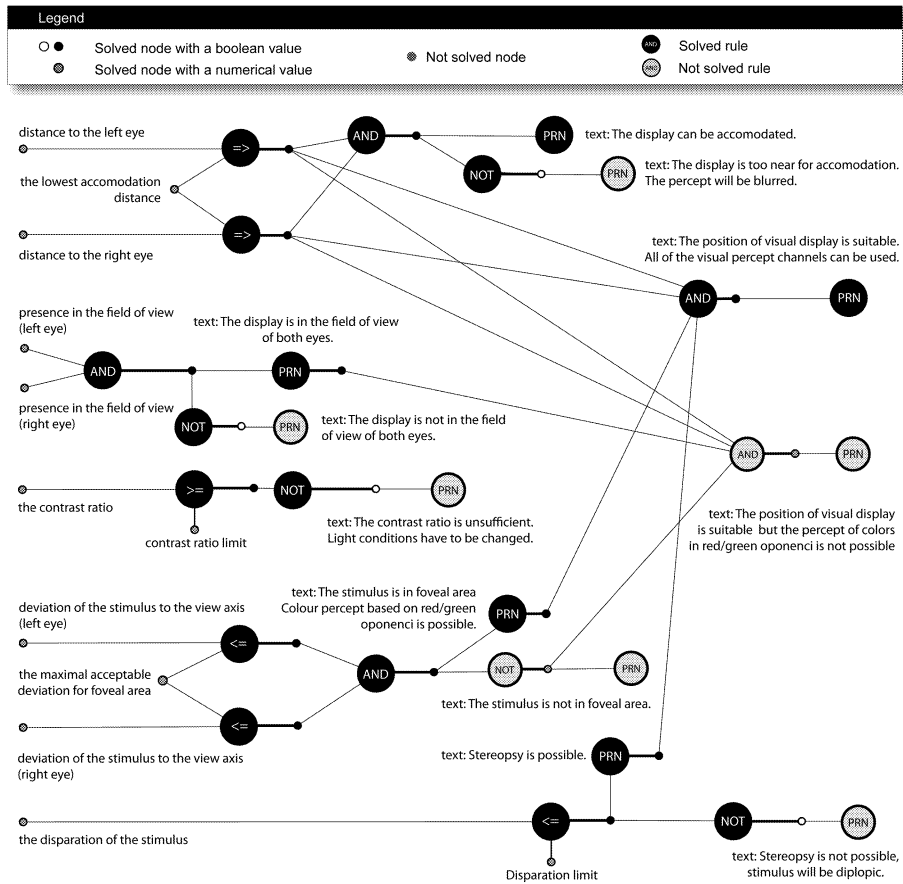 Legend
Solved node with a boolean value
Solved node with a numerical value
Not solved node
AND
Solved rule
AND
Not solved rule
distance to the left eye
=>
AND
PRN
text: The display can be accomodated.
the lowest accomodation
distance
NOT
PRN
text: The display is too near for accomodation.
The percept will be blurred.
=>
distance to the right eye
text: The position of visual display is suitable.
All of the visual percept channels can be used.
AND
PRN
presence in the field of view
(left eye)
text: The display is in the field of view
of both eyes.
AND
PRN
presence in the field of view
(right eye)
NOT
PRN
text: The display is not in the field
of view of both eyes.
AND
PRN
the contrast ratio
>=
NOT
PRN
contrast ratio limit
text: The contrast ratio is unsufficient.
Light conditions have to be changed.
text: The position of visual display
is suitable but the percept of colors
in red/green oponenci is not possible
text: The stimulus is in foveal area
Colour percept based on red/green
oponenci is possible.
PRN
deviation of the stimulus to the view axis
(left eye)
<=
the maximal acceptable
deviation for foveal area
AND
NOT
PRN
text: The stimulus is not in foveal area.
<=
deviation of the stimulus to the view axis
(right eye)
text: Stereopsy is possible.
PRN
the disparation of the stimulus
<=
NOT
PRN
Disparation limit
text: Stereopsy is not possible,
stimulus will be diplopic.